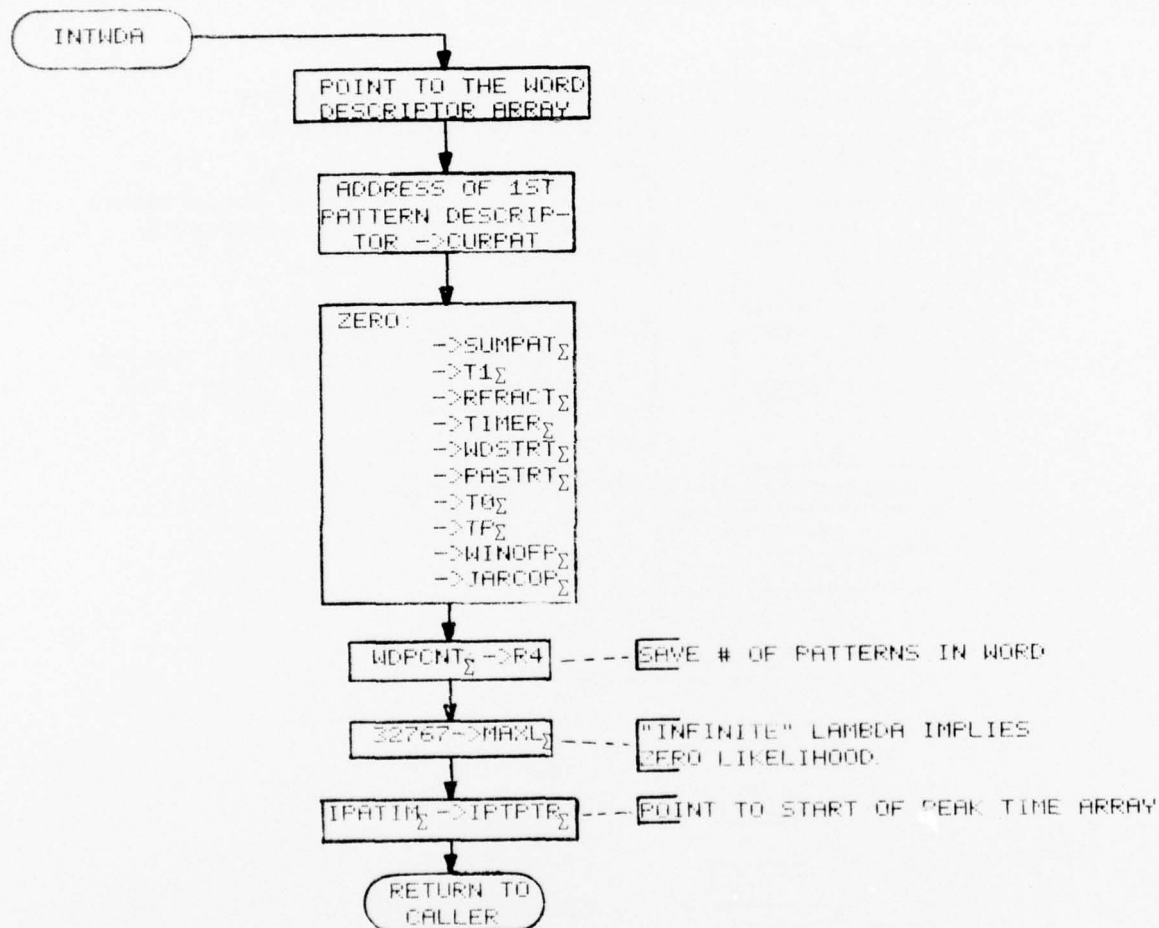 INTWDA
POINT TO THE WORD
DESCRIPTOR ARRAY
ADDRESS OF 1ST
PATTERN DESCRIP-
TOR ->CURPAT
ZERO:
->SUMPATΣ
->T1Σ
->RFRACTΣ
->TIMERΣ
->WDSTRTΣ
->PASTRTΣ
->T0Σ
->TPΣ
->WINOFPΣ
->JARCOPΣ
WDPCNTΣ ->R4
SAVE # OF PATTERNS IN WORD
32767->MAXLΣ
"INFINITE" LAMBDA IMPLIES
ZERO LIKELIHOOD.
IPATIMΣ ->IPTPTRΣ
POINT TO START OF PEAK TIME ARRAY
RETURN TO
CALLER